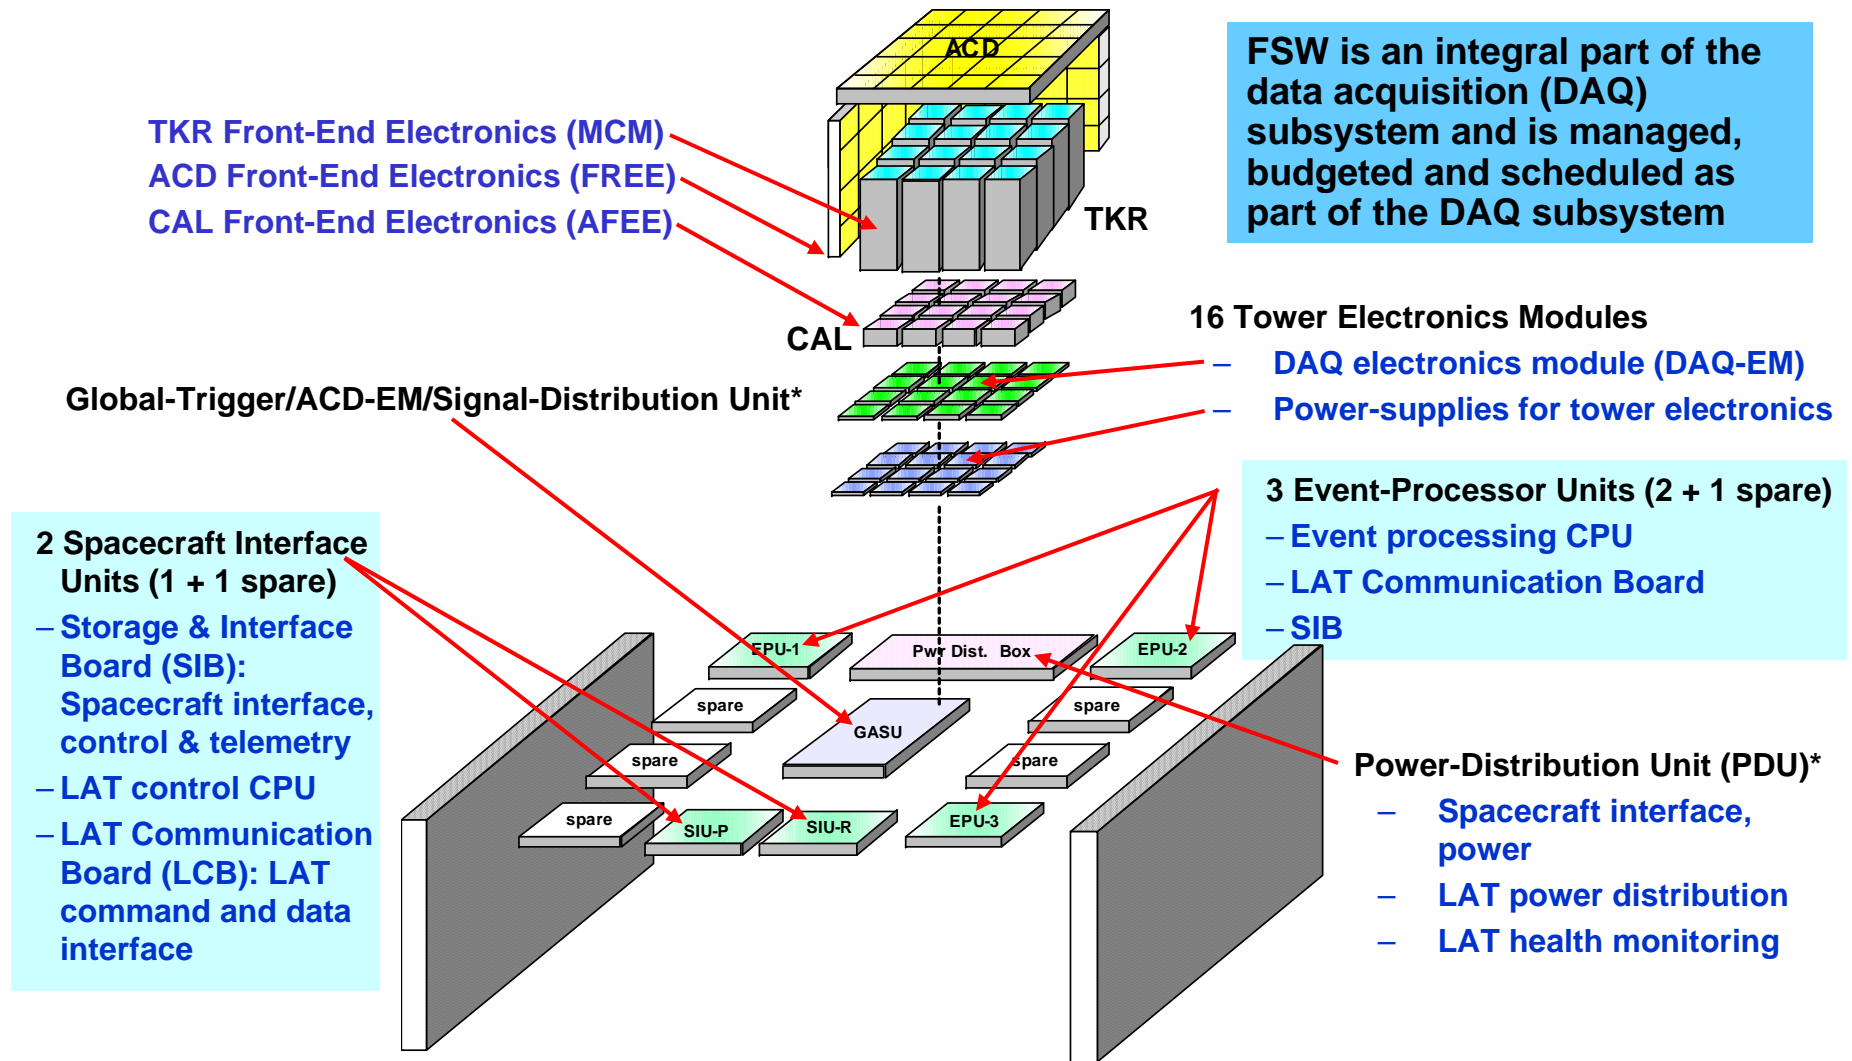 ACD
FSW is an integral part of the
data acquisition (DAQ)
subsystem and is managed,
budgeted and scheduled as
part of the DAQ subsystem
TKR Front-End Electronics (MCM)
ACD Front-End Electronics (FREE)
CAL Front-End Electronics (AFEE)
TKR
CAL
16 Tower Electronics Modules
– DAQ electronics module (DAQ-EM)
– Power-supplies for tower electronics
Global-Trigger/ACD-EM/Signal-Distribution Unit*
3 Event-Processor Units (2 + 1 spare)
– Event processing CPU
– LAT Communication Board
– SIB
2 Spacecraft Interface
Units (1 + 1 spare)
– Storage & Interface
Board (SIB):
Spacecraft interface,
control & telemetry
– LAT control CPU
– LAT Communication
Board (LCB): LAT
command and data
interface
EPU-1
Pwr Dist. Box
EPU-2
spare
spare
GASU
spare
spare
spare
SIU-P
SIU-R
EPU-3
Power-Distribution Unit (PDU)*
– Spacecraft interface,
power
– LAT power distribution
– LAT health monitoring